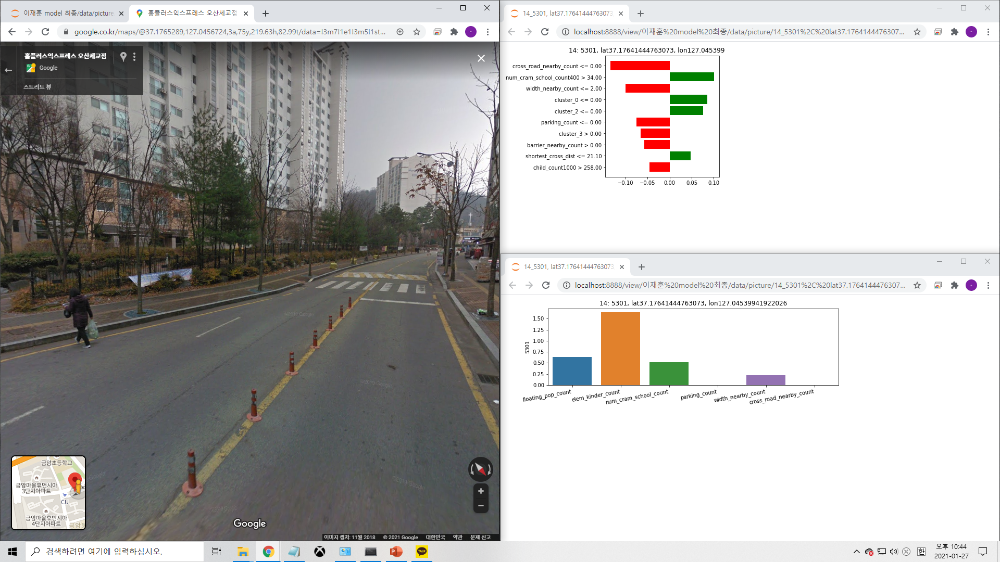 이재훈 model 최종/data/picture
홈플러스익스프레스 오산세교점
google.co.kr/maps/@37.1765289,127.0456724,3a,75y,219.63h,82.99t/data=!3m7!1e1!3m5!1st...
홈플러스익스프레스 오산세교점
Google
스트리트 뷰
©2019 Google
©2019 Google
©2019 Google
금암초등학교
금암마을휴먼시아
3단지아파트
CU
금암마을휴먼시아
4단지아파트
Google
이미지 캡처: 11월 2018 © 2021 Google 대한민국 약관 문제 신고
14_5301, lat37.17641444763073
localhost:8888/view/이재훈%20model%20최종/data/picture/14_5301%2C%20lat37.1764144476307...
14: 5301, lat37.17641444763073, lon127.045399
cross_road_nearby_count <= 0.00
num_cram_school_count400 > 34.00
width_nearby_count <= 2.00
cluster_0 <= 0.00
cluster_2 <= 0.00
parking_count <= 0.00
cluster_3 > 0.00
barrier_nearby_count > 0.00
shortest_cross_dist <= 21.10
child_count1000 > 258.00
−0.10 −0.05 0.00 0.05 0.10
14_5301, lat37.17641444763073
localhost:8888/view/이재훈%20model%20최종/data/picture/14_5301%2C%20lat37.1764144476307...
14: 5301, lat37.17641444763073, lon127.04539941922026
1.50
1.25
1.00
0.75
0.50
0.25
0.00
5301
floating_pop_count
elem_kinder_count
num_cram_school_count
parking_count
width_nearby_count
cross_road_nearby_count
검색하려면 여기에 입력하십시오.
TALK
한
오후 10:44
2021-01-27